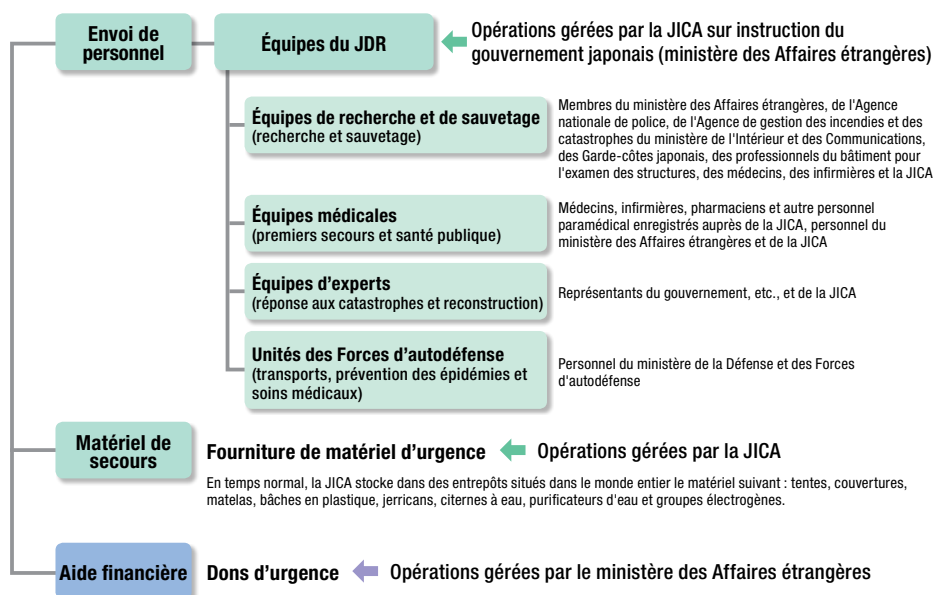 Envoi de
personnel
Équipes du JDR
Opérations gérées par la JICA sur instruction du
gouvernement japonais (ministère des Affaires étrangères)
Équipes de recherche et de sauvetage
(recherche et sauvetage)
Membres du ministère des Affaires étrangères, de l'Agence
nationale de police, de l'Agence de gestion des incendies et des
catastrophes du ministère de l'Intérieur et des Communications,
des Garde-côtes japonais, des professionnels du bâtiment pour
l'examen des structures, des médecins, des infirmières et la JICA
Équipes médicales
(premiers secours et santé publique)
Médecins, infirmières, pharmaciens et autre personnel
paramédical enregistrés auprès de la JICA, personnel du
ministère des Affaires étrangères et de la JICA
Équipes d'experts
(réponse aux catastrophes et reconstruction)
Représentants du gouvernement, etc., et de la JICA
Unités des Forces d'autodéfense
(transports, prévention des épidémies et
soins médicaux)
Personnel du ministère de la Défense et des Forces
d'autodéfense
Matériel de
secours
Fourniture de matériel d'urgence
Opérations gérées par la JICA
En temps normal, la JICA stocke dans des entrepôts situés dans le monde entier le matériel suivant : tentes, couvertures,
matelas, bâches en plastique, jerricans, citernes à eau, purificateurs d'eau et groupes électrogènes.
Aide financière
Dons d'urgence
Opérations gérées par le ministère des Affaires étrangères